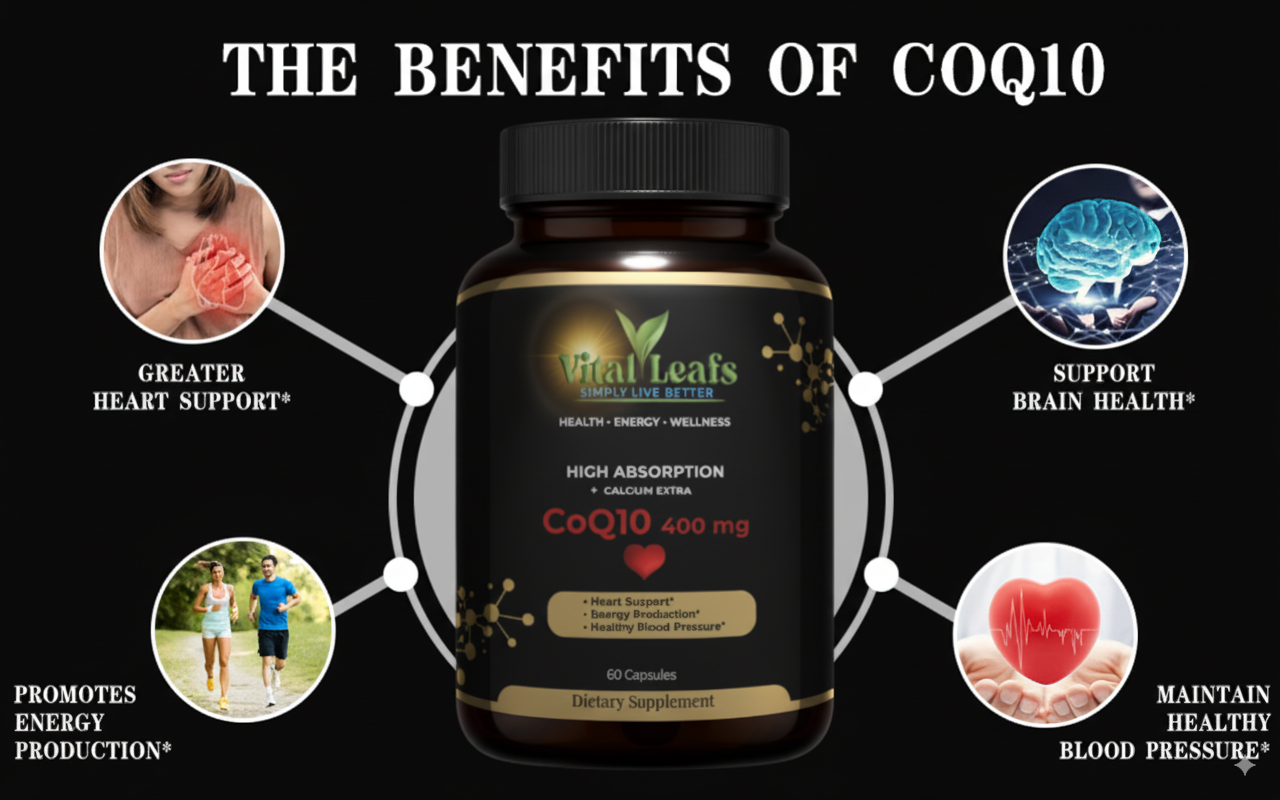 THE BENEFITS OF COQ10
GREATER
HEART SUPPORT*
SUPPORT
BRAIN HEALTH*
Vital Leafs
SIMPLY LIVE BETTER
HEALTH • ENERGY • WELLNESS
HIGH ABSORPTION
+ CALCIUM EXTRA
CoQ10 400 mg
• Heart Suspart*
• Energy Broduction*
• Healthy Blood Pressure*
60 Capsules
Dietary Supplement
PROMOTES
ENERGY
PRODUCTION*
MAINTAIN
HEALTHY
BLOOD PRESSURE*